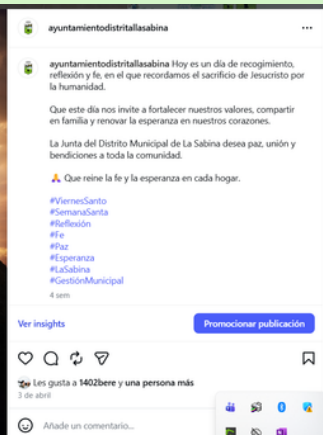 ayuntamientodistritallasabina
ayuntamientodistritallasabina Hoy es un día de recogimiento,
reflexión y fe, en el que recordamos el sacrificio de Jesucristo por
la humanidad.
Que este día nos invite a fortalecer nuestros valores, compartir
en familia y renovar la esperanza en nuestros corazones.
La Junta del Distrito Municipal de La Sabina desea paz, unión y
bendiciones a toda la comunidad.
🙏 Que reine la fe y la esperanza en cada hogar.
#ViernesSanto
#SemanaSanta
#Reflexión
#Fe
#Paz
#Esperanza
#LaSabina
#GestiónMunicipal
4 sem
Ver insights
Promocionar publicación
Les gusta a 1402bere y una persona más
3 de abril
Añade un comentario...